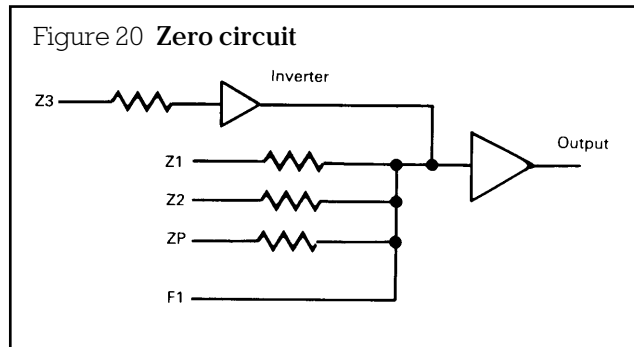 Figure 20 Zero circuit
Inverter
Z3
Output
Z1
Z2
ZP
F1